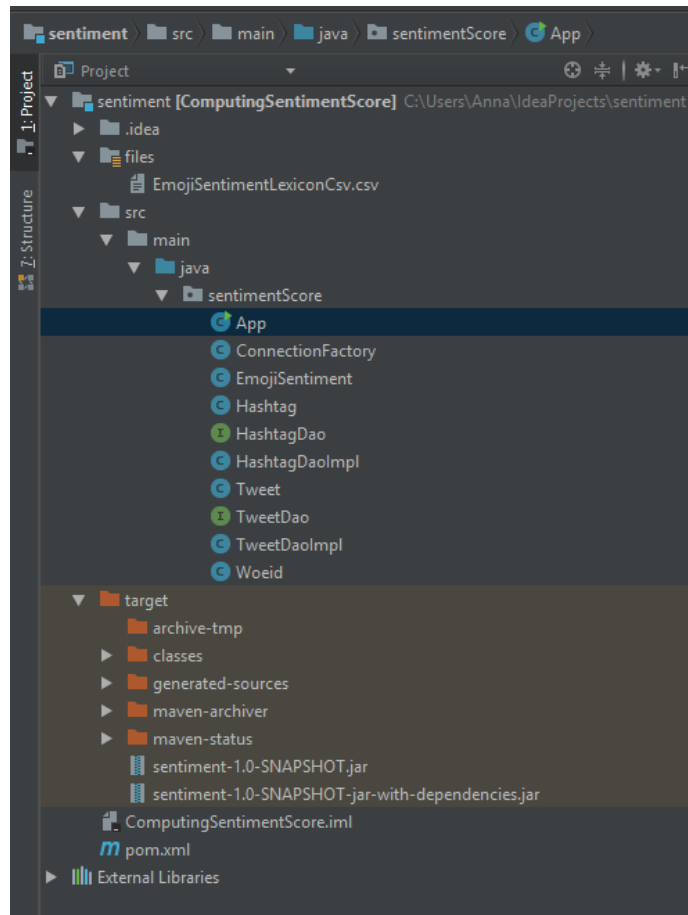 sentiment src main java sentimentScore App
Project
1: Project
7: Structure
sentiment [ComputingSentimentScore] C:\Users\Anna\IdeaProjects\sentiment
.idea
files
EmojiSentimentLexiconCsv.csv
src
main
java
sentimentScore
App
ConnectionFactory
EmojiSentiment
Hashtag
HashtagDao
HashtagDaoImpl
Tweet
TweetDao
TweetDaoImpl
Woeid
target
archive-tmp
classes
generated-sources
maven-archiver
maven-status
sentiment-1.0-SNAPSHOT.jar
sentiment-1.0-SNAPSHOT-jar-with-dependencies.jar
ComputingSentimentScore.iml
pom.xml
External Libraries